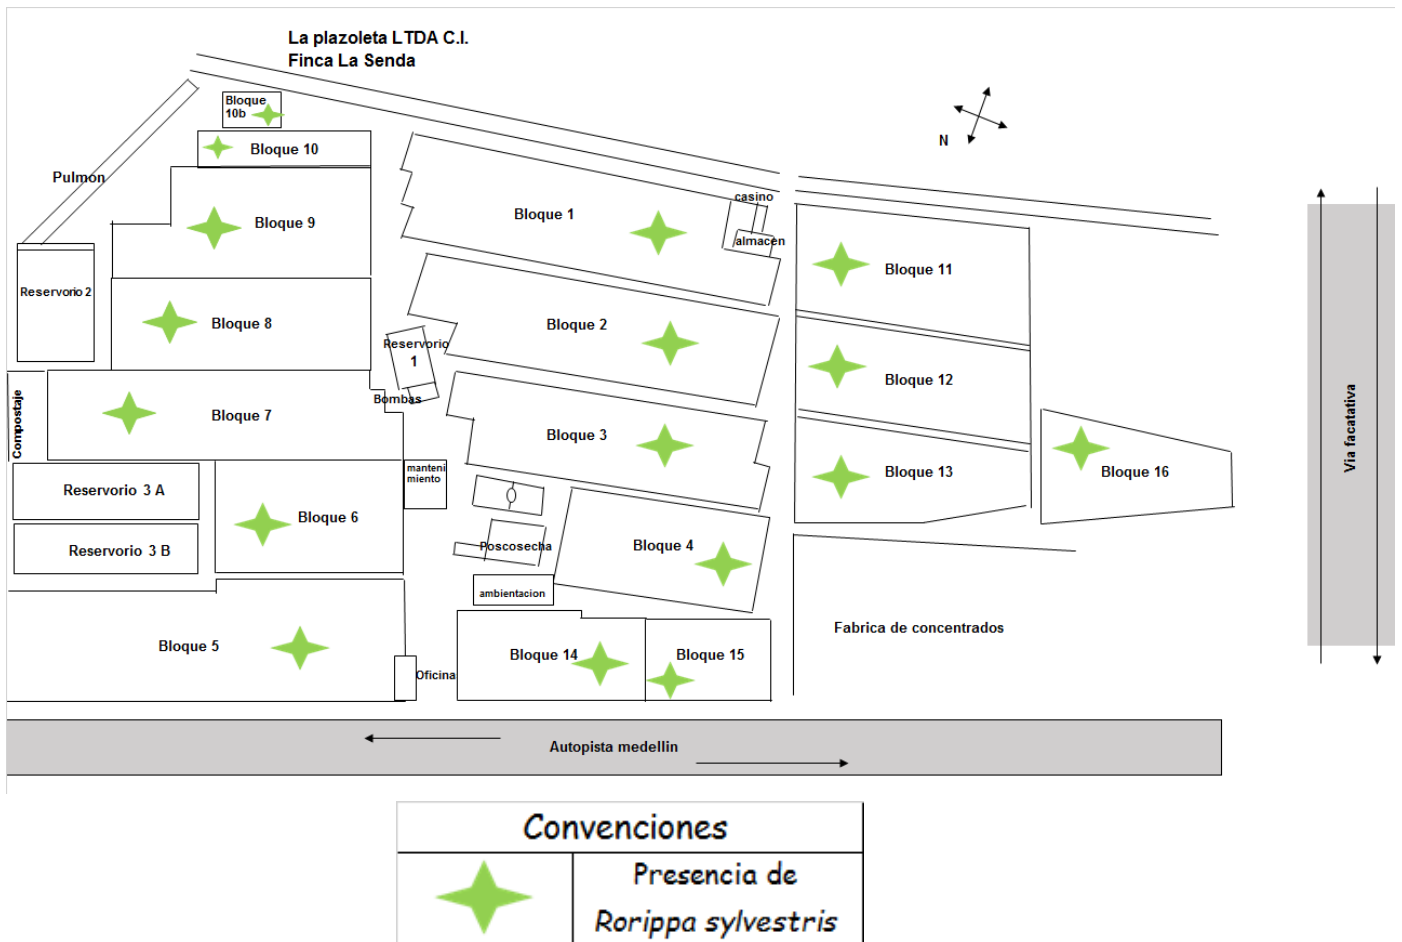 La plazoleta LTDA C.I.
Finca La Senda
Bloque
10b
N
Bloque 10
Pulmon
casino
Bloque 1
Bloque 9
almacen
Bloque 11
Reservorio 2
Bloque 8
Bloque 2
Reservorio
1
Bloque 12
Bombas
Bloque 7
Compostaje
Bloque 3
Via facatativa
Bloque 13
Bloque 16
manteni
miento
Reservorio 3 A
Bloque 6
Reservorio 3 B
Poscosecha
Bloque 4
ambientacion
Fabrica de concentrados
Bloque 5
Bloque 14
Bloque 15
Oficina
Autopista medellin
Convenciones
Presencia de
Rorippa sylvestris